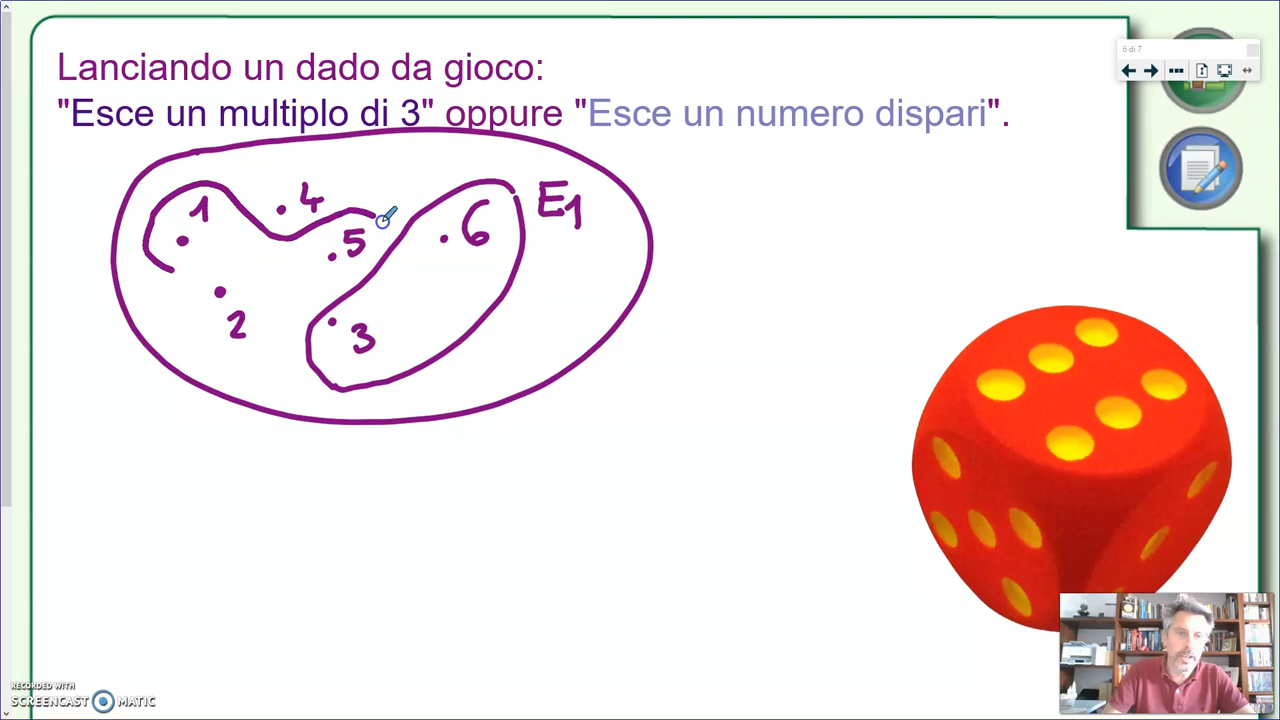 Lanciando un dado da gioco:
"Esce un multiplo di 3" oppure "Esce un numero dispari".
6 di 7
1
4
E1
5
6
2
3
RECORDED WITH
SCREENCAST MATIC